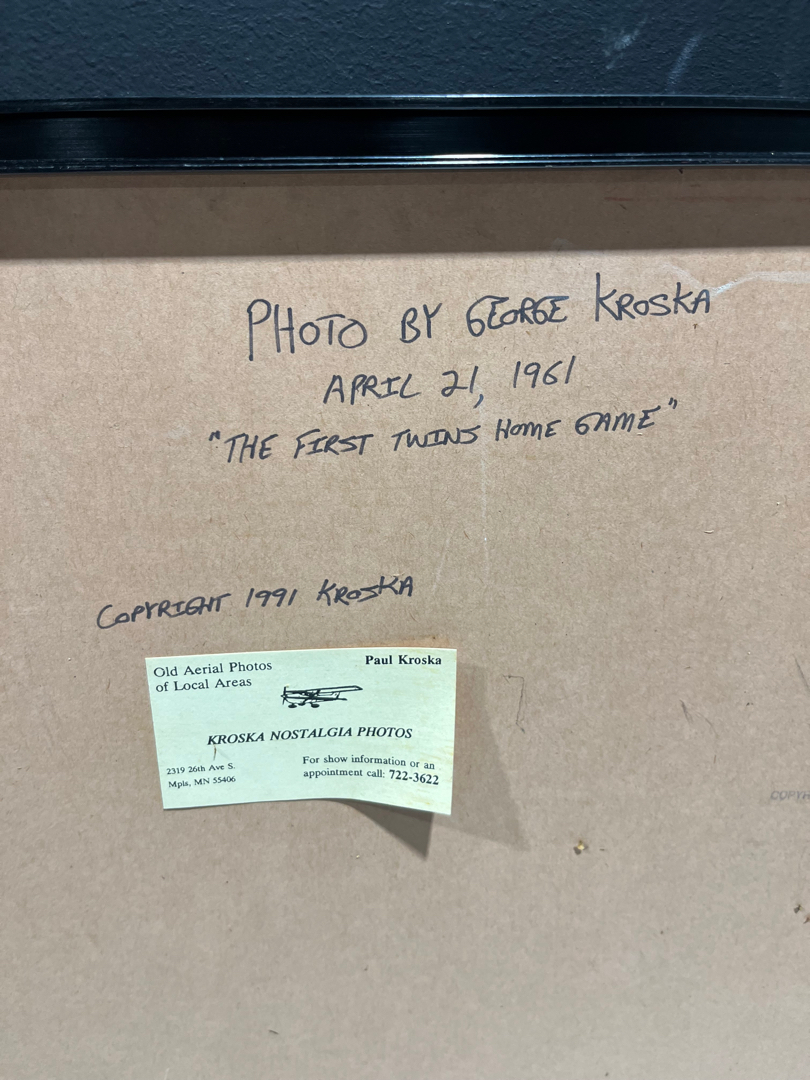 PHOTO BY GEORGE KROSKA
APRIL 21, 1961
"THE FIRST TWINS HOME GAME"
COPYRIGHT 1991 KROSKA
Old Aerial Photos
of Local Areas
Paul Kroska
KROSKA NOSTALGIA PHOTOS
2319 26th Ave S.
Mpls, MN 55406
For show information or an
appointment call: 722-3622